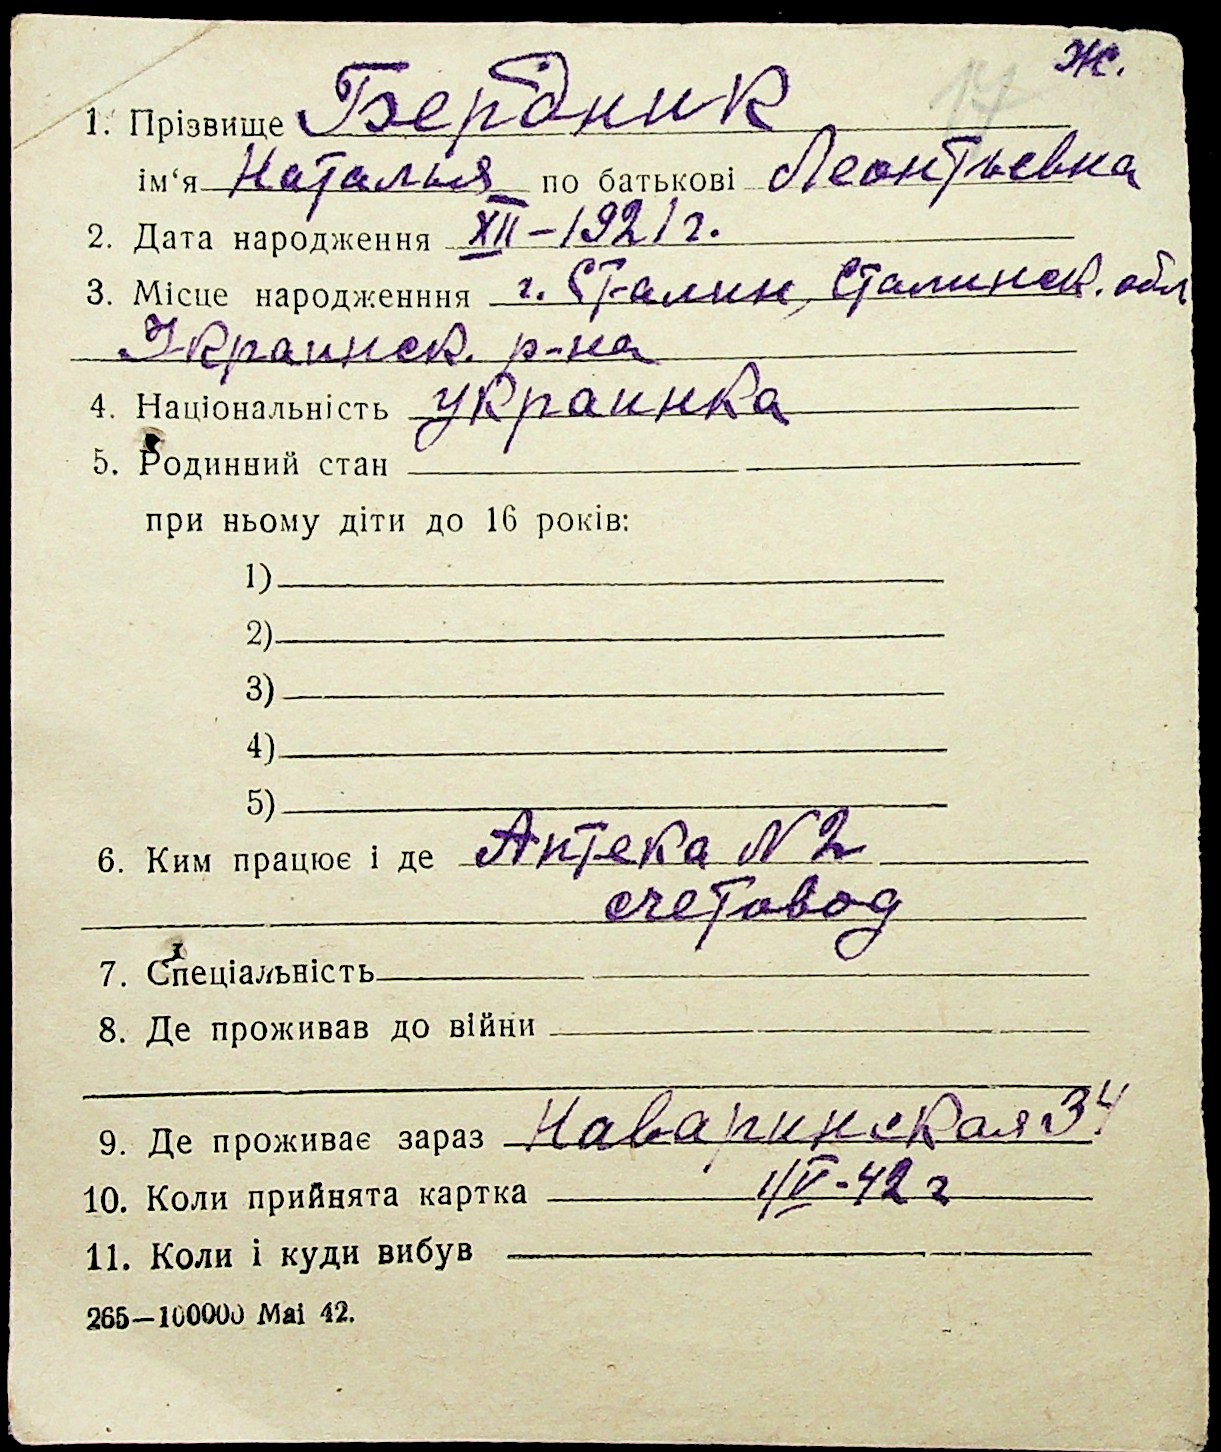 ж.
17
1. Прізвище Бердник
ім‘я Наталья по батькові Леонтьевна
2. Дата народження XII – 1921 г.
3. Місце народженння г. Сталин, Сталинск. обл
Украинск. р-на
4. Національність украинка
5. Родинний стан
при ньому діти до 16 років:
1)
2)
3)
4)
5)
6. Ким працює і де Аптека N 2
счетовод
7. Спеціальність
8. Де проживав до війни
9. Де проживає зараз Наваринская 34
10. Коли прийнята картка 1/V-42 г
11. Коли і куди вибув
265—100000 Mai 42.